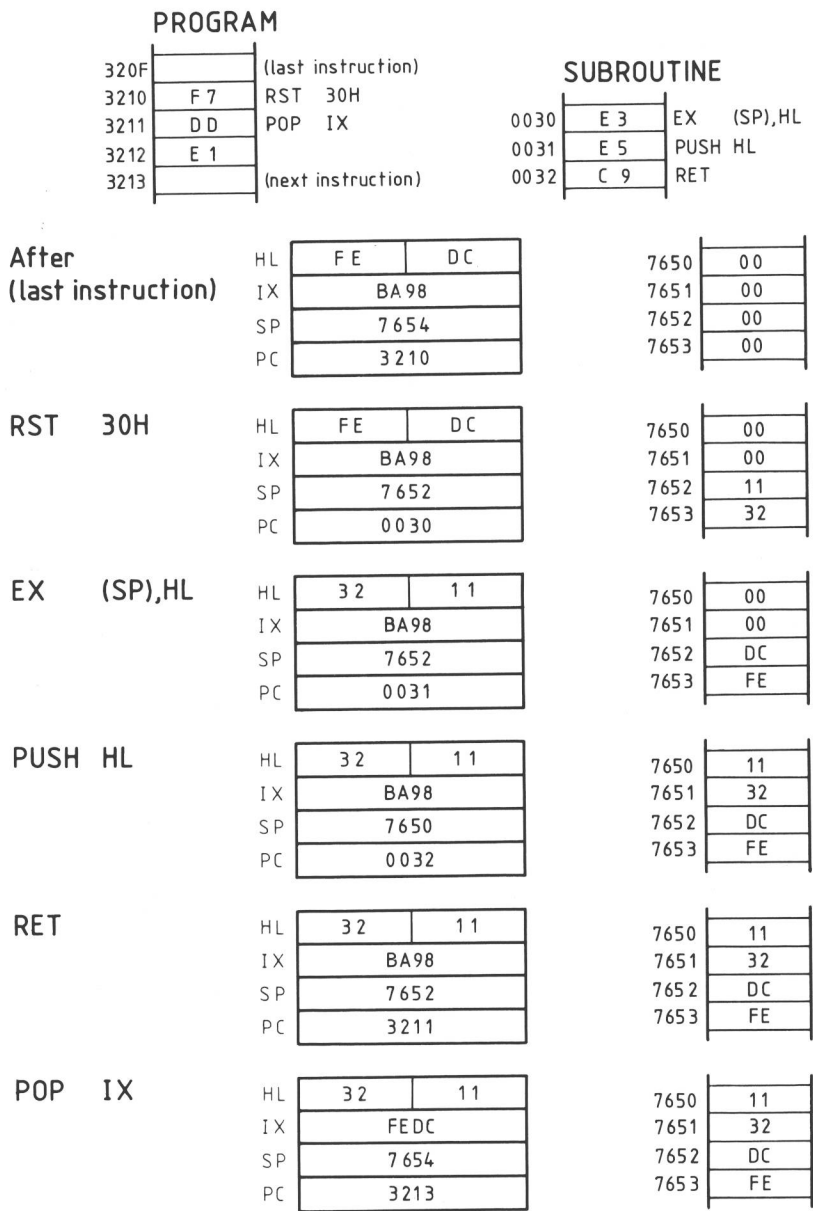 PROGRAM
320F (last instruction)
3210 F7 RST 30H
3211 DD POP IX
3212 E1
3213 (next instruction)
SUBROUTINE
0030 E3 EX (SP),HL
0031 E5 PUSH HL
0032 C9 RET
After
(last instruction)
HL FE DC
IX BA98
SP 7654
PC 3210
7650 00
7651 00
7652 00
7653 00
RST 30H
HL FE DC
IX BA98
SP 7652
PC 0030
7650 00
7651 00
7652 11
7653 32
EX (SP),HL
HL 32 11
IX BA98
SP 7652
PC 0031
7650 00
7651 00
7652 DC
7653 FE
PUSH HL
HL 32 11
IX BA98
SP 7650
PC 0032
7650 11
7651 32
7652 DC
7653 FE
RET
HL 32 11
IX BA98
SP 7652
PC 3211
7650 11
7651 32
7652 DC
7653 FE
POP IX
HL 32 11
IX FEDC
SP 7654
PC 3213
7650 11
7651 32
7652 DC
7653 FE